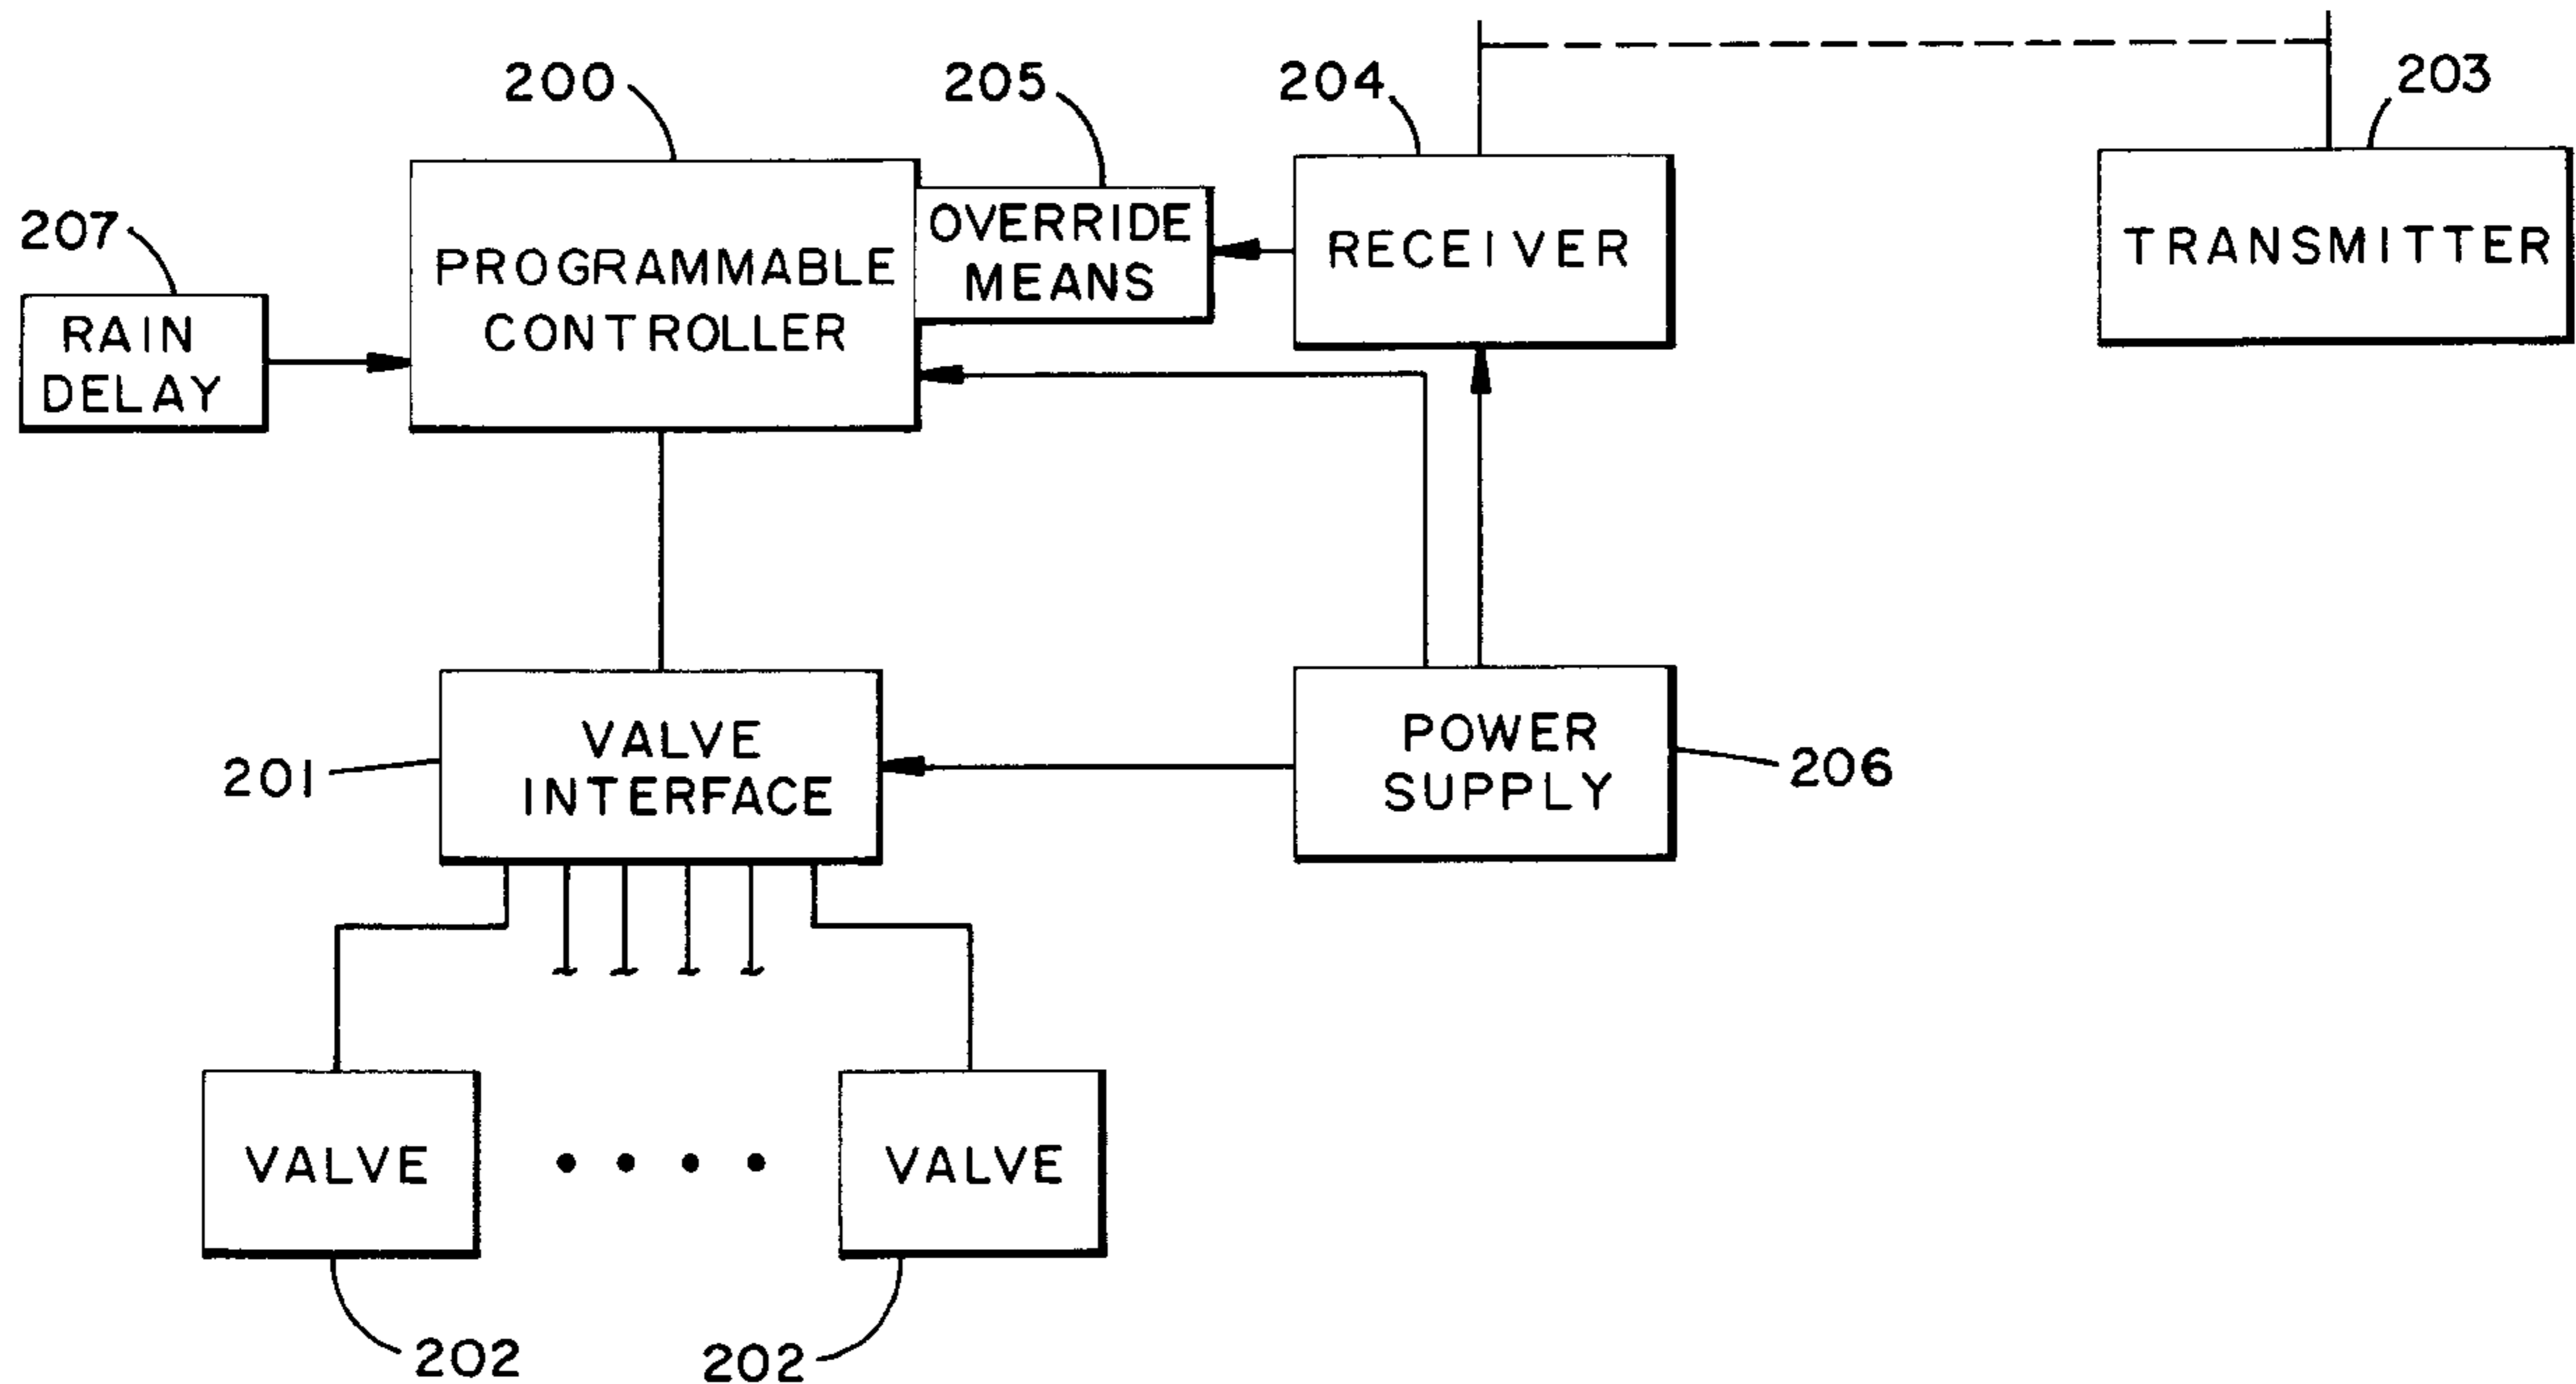 200
205
204
203
207
PROGRAMMABLE
CONTROLLER
OVERRIDE
MEANS
RECEIVER
TRANSMITTER
RAIN
DELAY
201
VALVE
INTERFACE
POWER
SUPPLY
206
VALVE
VALVE
202
202